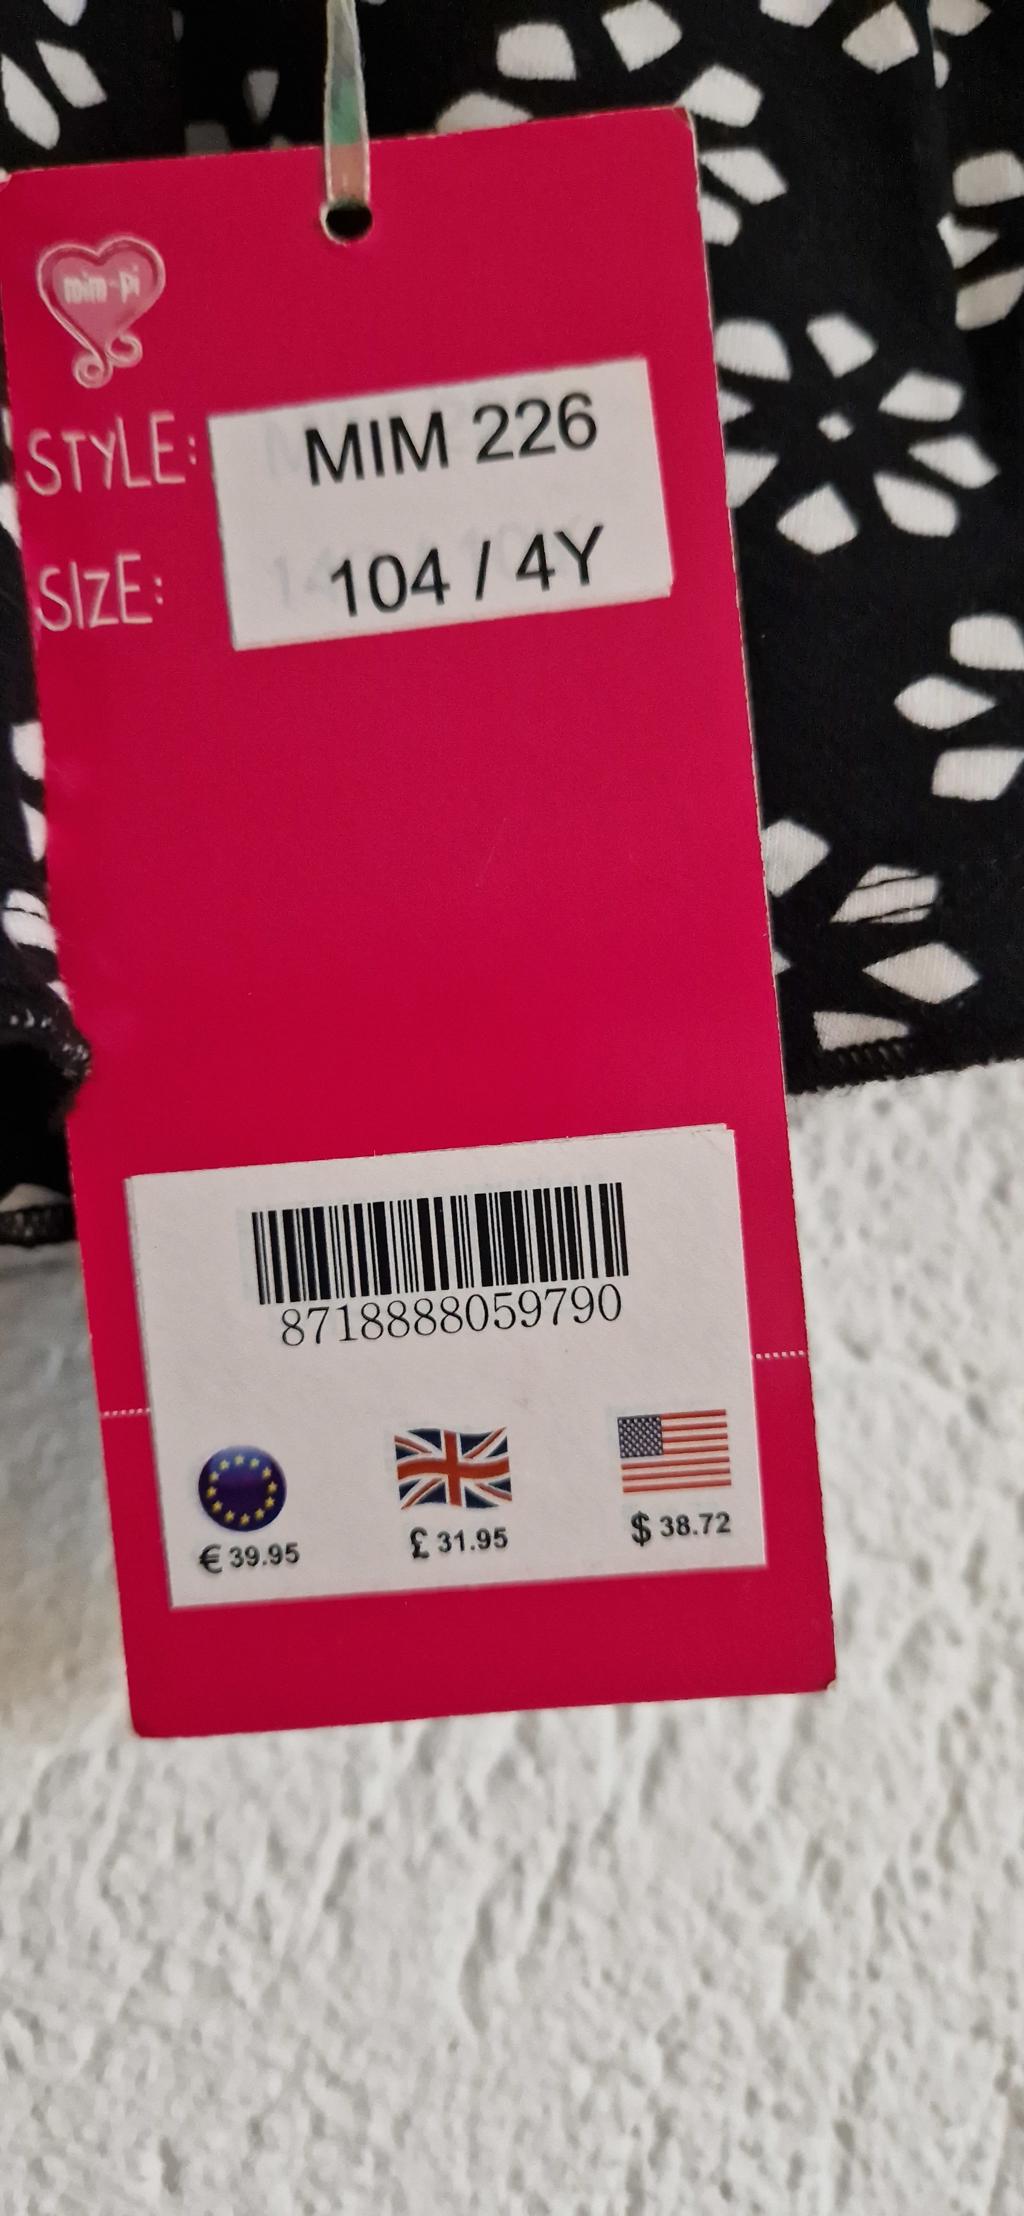 mim-pi
STYLE: MIM 226
SIZE: 104 / 4Y
8718888059790
€ 39.95 £ 31.95 $ 38.72